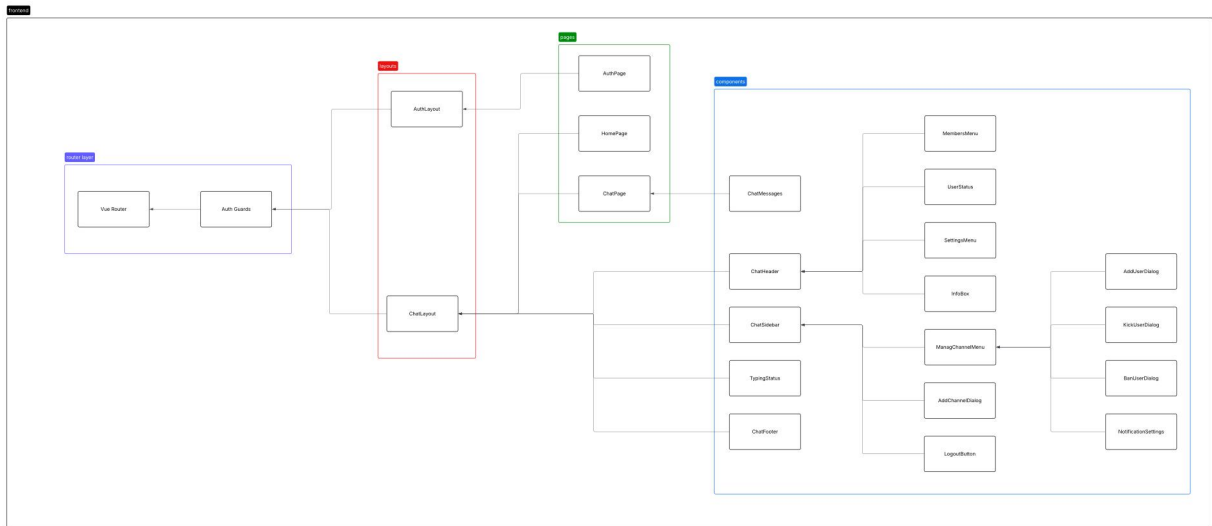 frontend
pages
layouts
components
router layer
AuthPage
AuthLayout
HomePage
MembersMenu
ChatPage
ChatMessages
UserStatus
Vue Router
Auth Guards
SettingsMenu
ChatHeader
AddUserDialog
InfoBox
ChatLayout
ChatSidebar
KickUserDialog
ManagChannelMenu
TypingStatus
BanUserDialog
AddChannelDialog
ChatFooter
NotificationSettings
LogoutButton